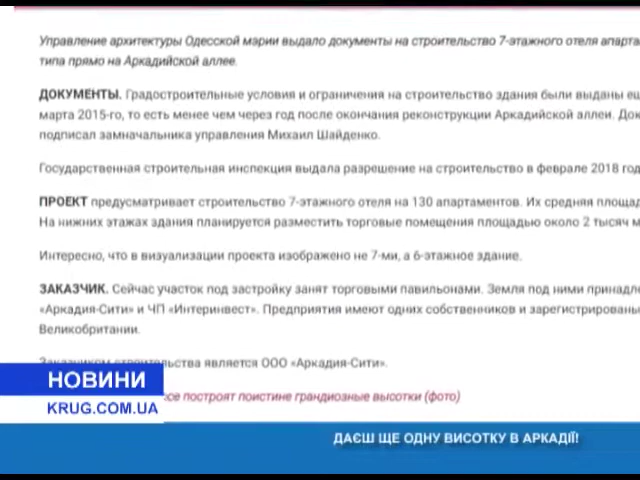 Управление архитектуры Одесской мэрии выдало документы на строительство 7-этажного отеля
типа прямо на Аркадийской аллее.
ДОКУМЕНТЫ. Градостроительные условия и ограничения на строительство здания были выданы
марта 2015-го, то есть менее чем через год после окончания реконструкции Аркадийской аллеи.
подписал замначальника управления Михаил Шайденко.
Государственная строительная инспекция выдала разрешение на строительство в феврале 2018
ПРОЕКТ предусматривает строительство 7-этажного отеля на 130 апартаментов. Их средняя
На нижних этажах здания планируется разместить торговые помещения площадью около 2 тысяч
Интересно, что в визуализации проекта изображено не 7-ми, а 6-этажное здание.
ЗАКАЗЧИК. Сейчас участок под застройку занят торговыми павильонами. Земля под ними
«Аркадия-Сити» и ЧП «Интеринвест». Предприятия имеют одних собственников и
Великобритании.
строительства является ООО «Аркадия-Сити».
НОВИНИ
построят поистине грандиозные высотки (фото)
KRUG.COM.UA
ДАЄШ ЩЕ ОДНУ ВИСОТКУ В АРКАДІЇ!